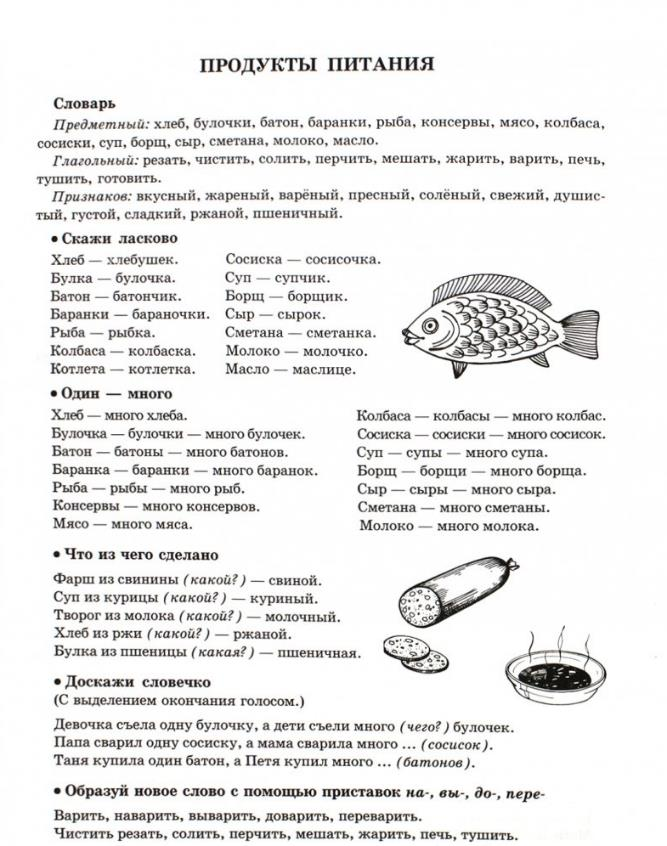 ПРОДУКТЫ ПИТАНИЯ
Словарь
Предметный: хлеб, булочки, батон, баранки, рыба, консервы, мясо, колбаса,
сосиски, суп, борщ, сыр, сметана, молоко, масло.
Глагольный: резать, чистить, солить, перчить, мешать, жарить, варить, печь,
тушить, готовить.
Признаков: вкусный, жареный, варёный, пресный, солёный, свежий, душис-
тый, густой, сладкий, ржаной, пшеничный.
• Скажи ласково
Хлеб — хлебушек.
Булка — булочка.
Батон — батончик.
Баранки — бараночки.
Рыба — рыбка.
Колбаса — колбаска.
Котлета — котлетка.
Сосиска — сосисочка.
Суп — супчик.
Борщ — борщик.
Сыр — сырок.
Сметана — сметанка.
Молоко — молочко.
Масло — маслице.
• Один — много
Хлеб — много хлеба.
Булочка — булочки — много булочек.
Батон — батоны — много батонов.
Баранка — баранки — много баранок.
Рыба — рыбы — много рыб.
Консервы — много консервов.
Мясо — много мяса.
Колбаса — колбасы — много колбас.
Сосиска — сосиски — много сосисок.
Суп — супы — много супа.
Борщ — борщи — много борща.
Сыр — сыры — много сыра.
Сметана — много сметаны.
Молоко — много молока.
• Что из чего сделано
Фарш из свинины (какой?) — свиной.
Суп из курицы (какой?) — куриный.
Творог из молока (какой?) — молочный.
Хлеб из ржи (какой?) — ржаной.
Булка из пшеницы (какая?) — пшеничная.
• Доскажи словечко
(С выделением окончания голосом.)
Девочка съела одну булочку, а дети съели много (чего?) булочек.
Папа сварил одну сосиску, а мама сварила много ... (сосисок).
Таня купила один батон, а Петя купил много ... (батонов).
• Образуй новое слово с помощью приставок на-, вы-, до-, пере-
Варить, наварить, выварить, доварить, переварить.
Чистить резать, солить, перчить, мешать, жарить, печь, тушить.